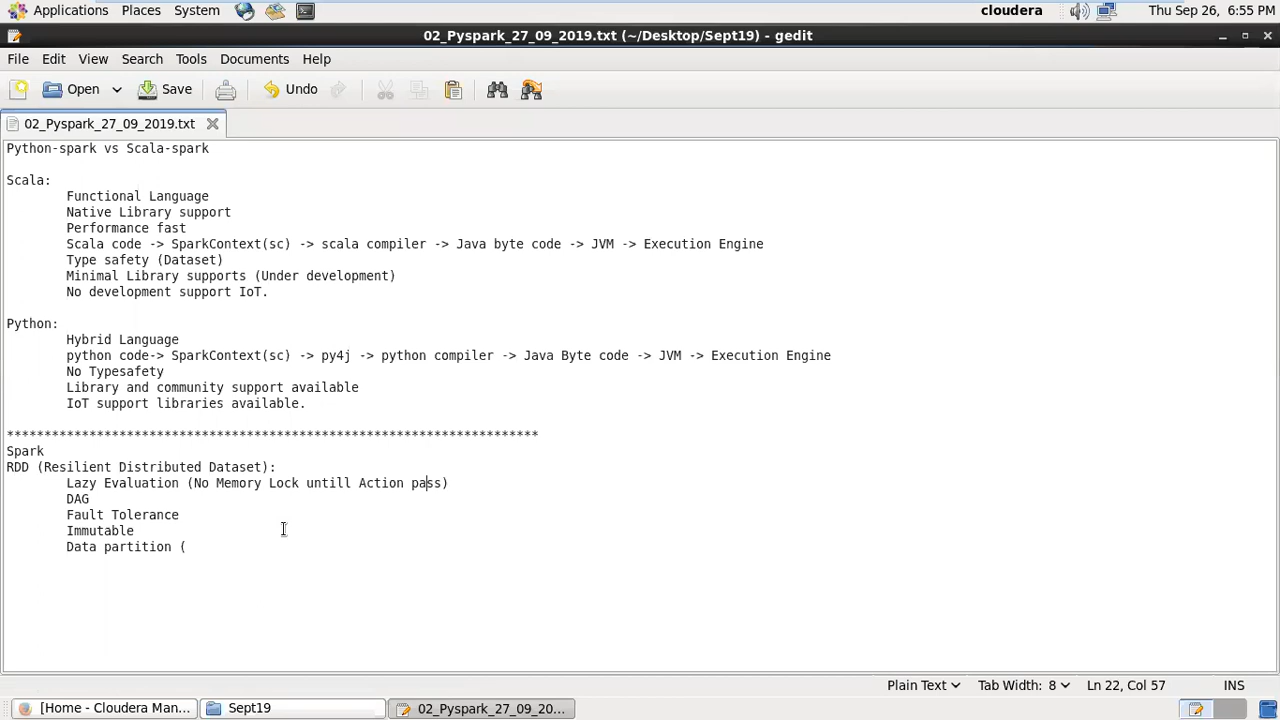 Applications Places System cloudera Thu Sep 26, 6:55 PM
02_Pyspark_27_09_2019.txt (~/Desktop/Sept19) - gedit
File Edit View Search Tools Documents Help
Open Save Undo
02_Pyspark_27_09_2019.txt
Python-spark vs Scala-spark
Scala:
Functional Language
Native Library support
Performance fast
Scala code -> SparkContext(sc) -> scala compiler -> Java byte code -> JVM -> Execution Engine
Type safety (Dataset)
Minimal Library supports (Under development)
No development support IoT.
Python:
Hybrid Language
python code-> SparkContext(sc) -> py4j -> python compiler -> Java Byte code -> JVM -> Execution Engine
No Typesafety
Library and community support available
IoT support libraries available.
***********************************************************************
Spark
RDD (Resilient Distributed Dataset):
Lazy Evaluation (No Memory Lock untill Action pass)
DAG
Fault Tolerance
Immutable
Data partition (
Plain Text Tab Width: 8 Ln 22, Col 57 INS
[Home - Cloudera Man... Sept19 02_Pyspark_27_09_20...